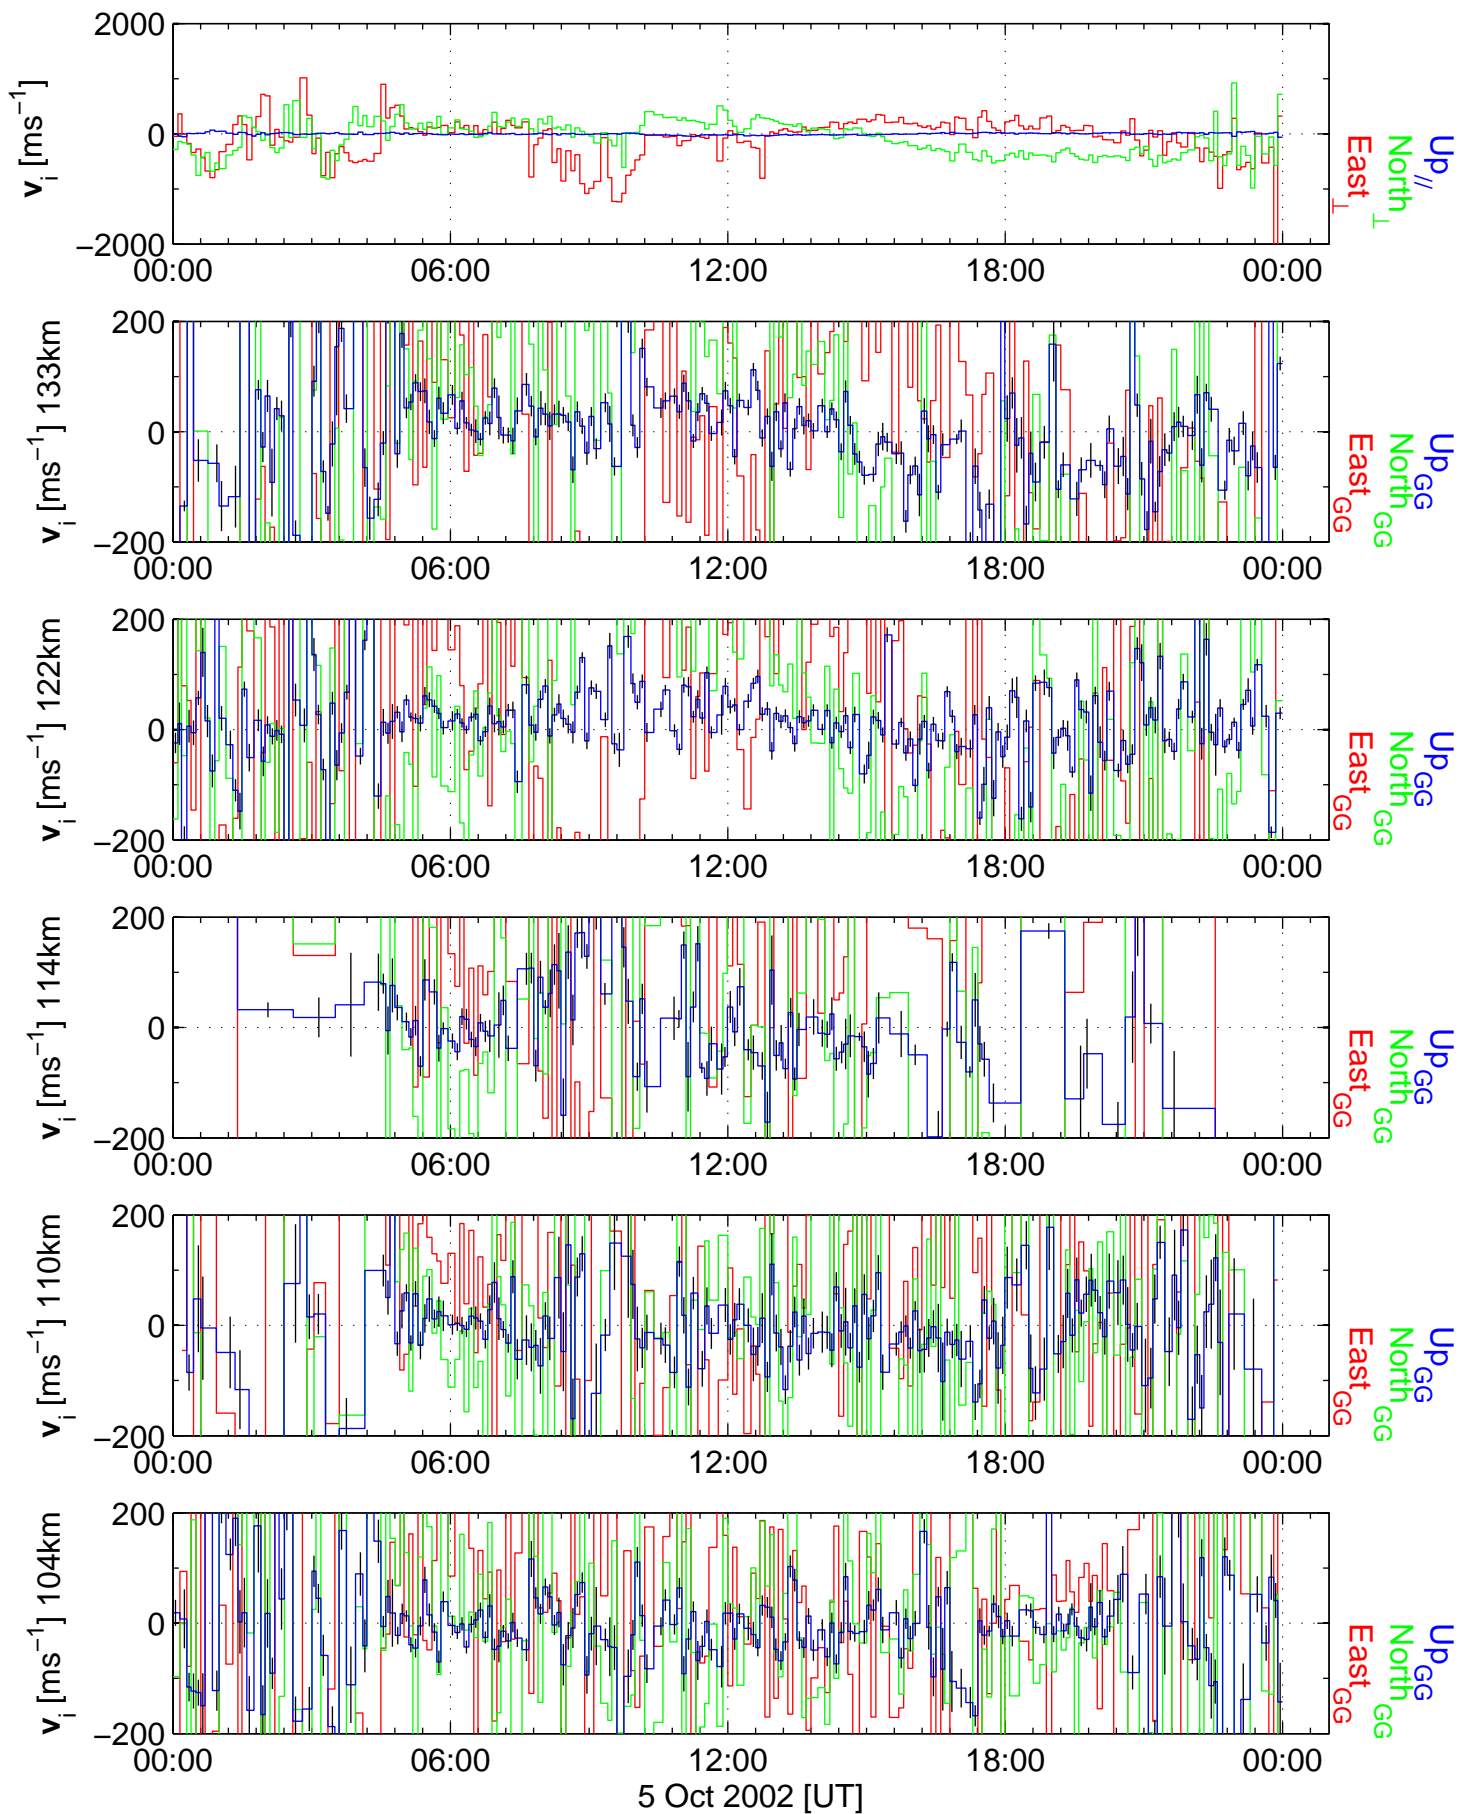 2000
0
−2000
v_i [ms^−1]
00:00 06:00 12:00 18:00 00:00
Up_//
North_⊥
East_⊥
200
0
−200
v_i [ms^−1] 133km
00:00 06:00 12:00 18:00 00:00
Up_GG
North_GG
East_GG
200
0
−200
v_i [ms^−1] 122km
00:00 06:00 12:00 18:00 00:00
Up_GG
North_GG
East_GG
200
0
−200
v_i [ms^−1] 114km
00:00 06:00 12:00 18:00 00:00
Up_GG
North_GG
East_GG
200
0
−200
v_i [ms^−1] 110km
00:00 06:00 12:00 18:00 00:00
Up_GG
North_GG
East_GG
200
0
−200
v_i [ms^−1] 104km
00:00 06:00 12:00 18:00 00:00
Up_GG
North_GG
East_GG
5 Oct 2002 [UT]